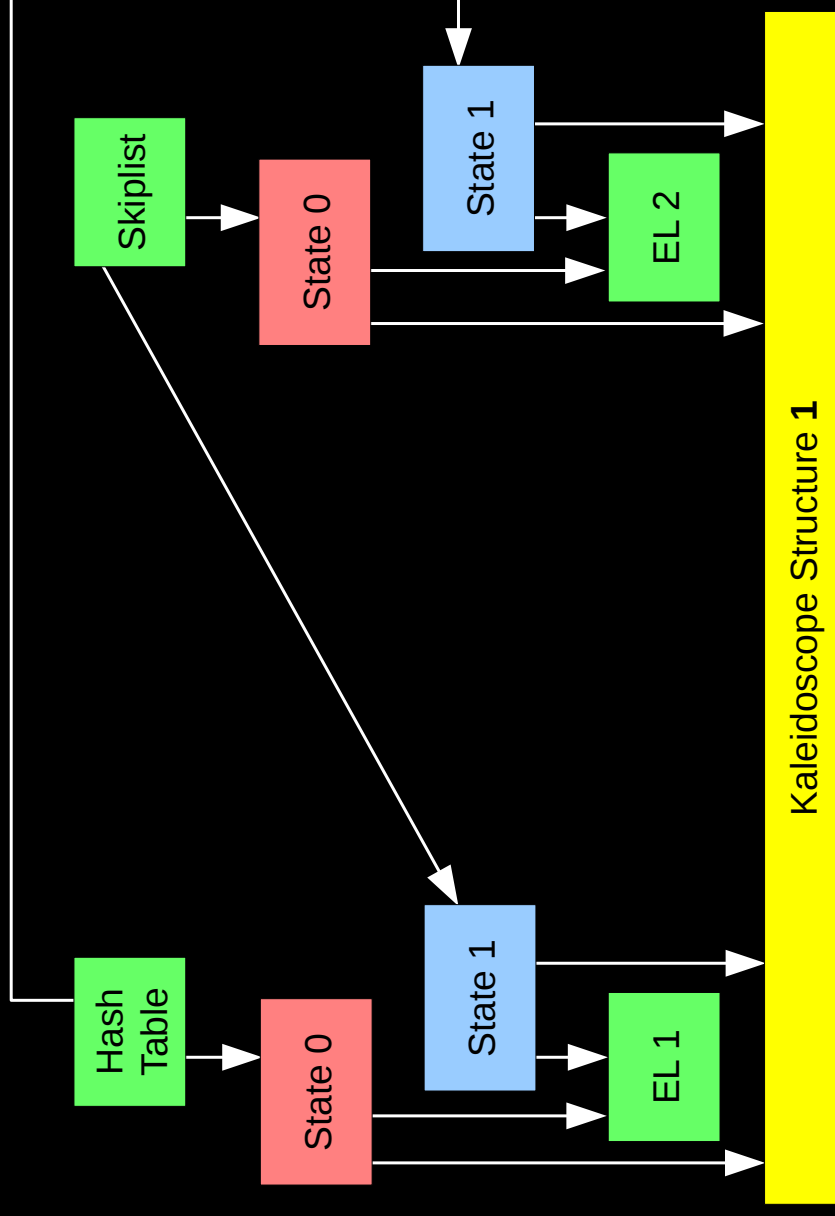 Hash
Table
Skiplist
State 0
State 0
State 1
State 1
EL 1
EL 2
Kaleidoscope Structure 1